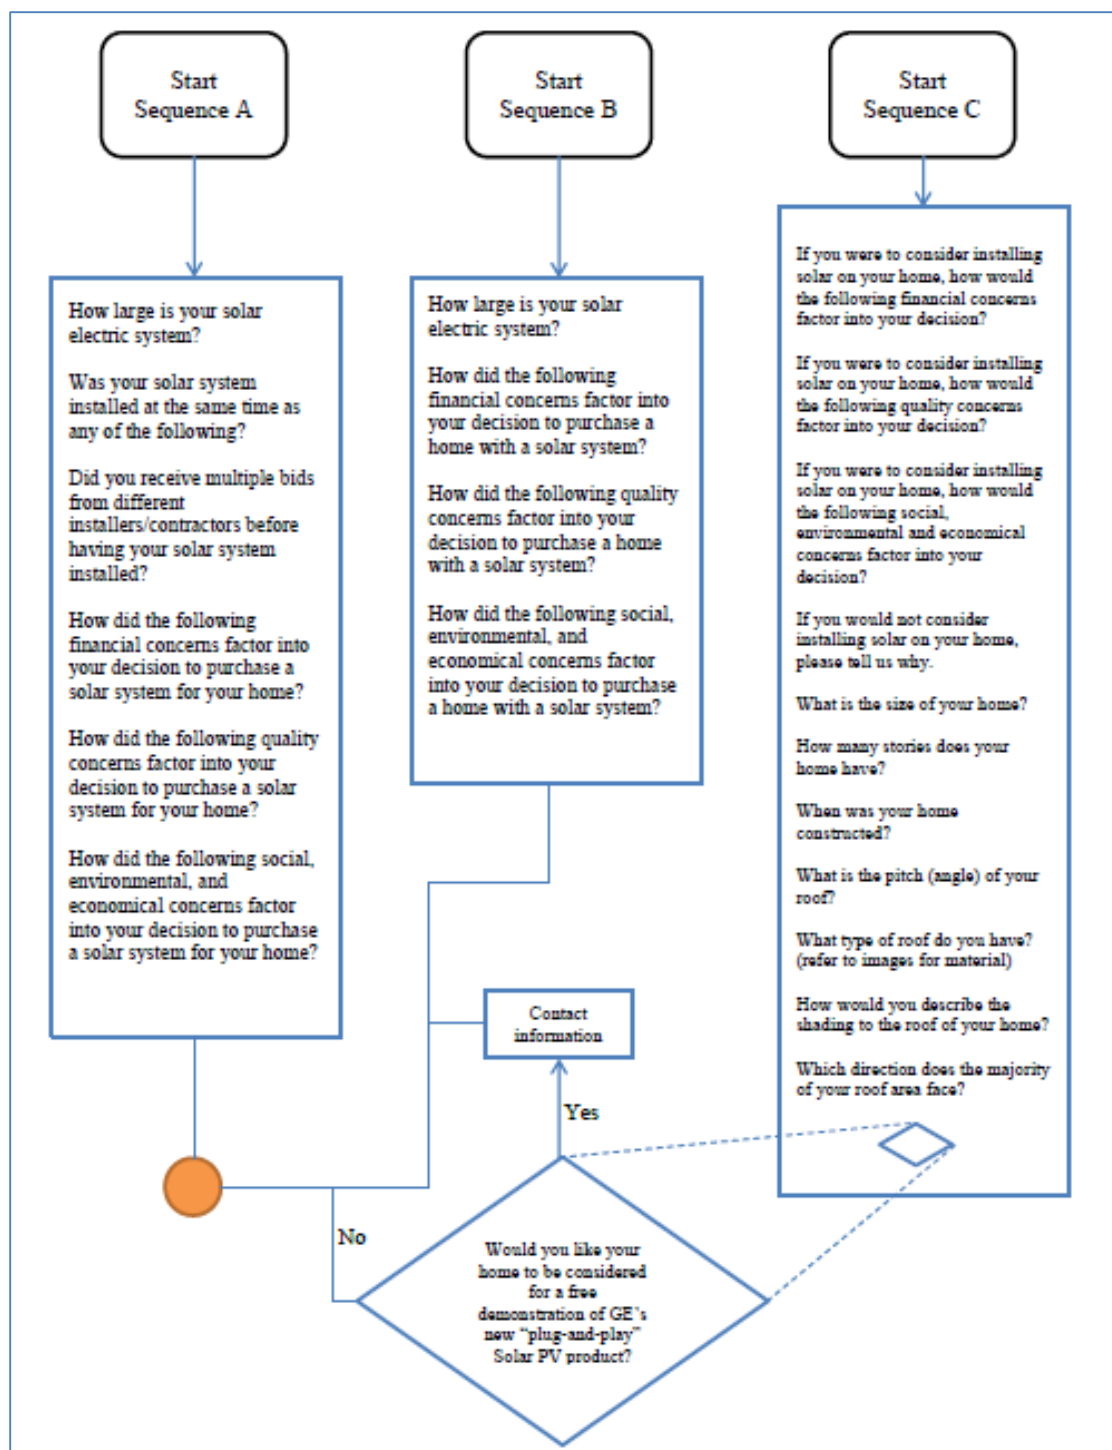 Start
Sequence A
Start
Sequence B
Start
Sequence C
How large is your solar
electric system?
Was your solar system
installed at the same time as
any of the following?
Did you receive multiple bids
from different
installers/contractors before
having your solar system
installed?
How did the following
financial concerns factor into
your decision to purchase a
solar system for your home?
How did the following quality
concerns factor into your
decision to purchase a solar
system for your home?
How did the following social,
environmental, and
economical concerns factor
into your decision to purchase
a solar system for your home?
How large is your solar
electric system?
How did the following
financial concerns factor into
your decision to purchase a
home with a solar system?
How did the following quality
concerns factor into your
decision to purchase a home
with a solar system?
How did the following social,
environmental, and
economical concerns factor
into your decision to purchase
a home with a solar system?
If you were to consider installing
solar on your home, how would
the following financial concerns
factor into your decision?
If you were to consider installing
solar on your home, how would
the following quality concerns
factor into your decision?
If you were to consider installing
solar on your home, how would
the following social,
environmental and economical
concerns factor into your
decision?
If you would not consider
installing solar on your home,
please tell us why.
What is the size of your home?
How many stories does your
home have?
When was your home
constructed?
What is the pitch (angle) of your
roof?
What type of roof do you have?
(refer to images for material)
How would you describe the
shading to the roof of your home?
Which direction does the majority
of your roof area face?
Contact
information
Yes
No
Would you like your
home to be considered
for a free
demonstration of GE's
new “plug-and-play”
Solar PV product?